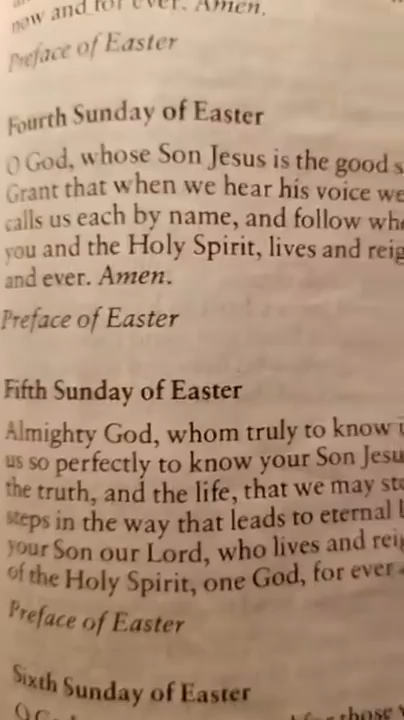 now and for ever. Amen.
Preface of Easter
Fourth Sunday of Easter
O God, whose Son Jesus is the good
Grant that when we hear his voice we
calls us each by name, and follow
you and the Holy Spirit, lives and
and ever. Amen.
Preface of Easter
Fifth Sunday of Easter
Almighty God, whom truly to know
us so perfectly to know your Son
the truth, and the life, that we may
steps in the way that leads to eternal
your Son our Lord, who lives and
of the Holy Spirit, one God, for ever
Preface of Easter
Sixth Sunday of Easter
those